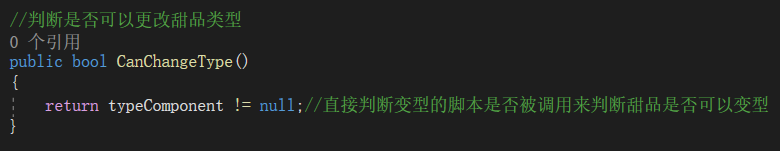 //判断是否可以更改甜品类型
0 个引用
public bool CanChangeType()
{
return typeComponent != null;//直接判断变型的脚本是否被调用来判断甜品是否可以变型
}